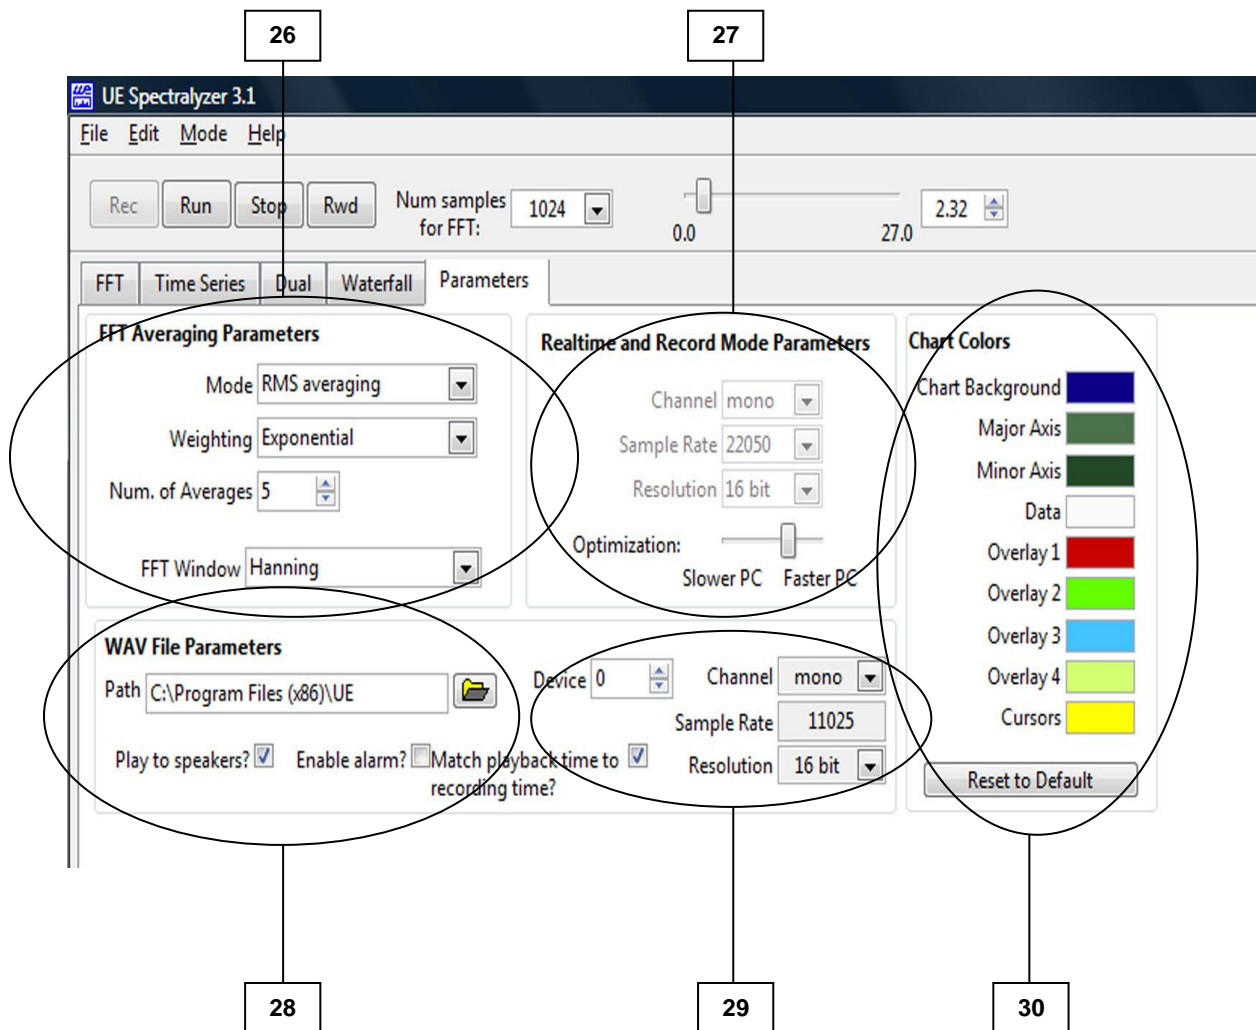 26
27
UE Spectralyzer 3.1
File Edit Mode Help
Rec Run Stop Rwd
Num samples
for FFT:
1024
0.0
27.0
2.32
FFT Time Series Dual Waterfall Parameters
FFT Averaging Parameters
Mode RMS averaging
Weighting Exponential
Num. of Averages 5
FFT Window Hanning
Realtime and Record Mode Parameters
Channel mono
Sample Rate 22050
Resolution 16 bit
Optimization:
Slower PC Faster PC
Chart Colors
Chart Background
Major Axis
Minor Axis
Data
Overlay 1
Overlay 2
Overlay 3
Overlay 4
Cursors
Reset to Default
WAV File Parameters
Path C:\Program Files (x86)\UE
Play to speakers? Enable alarm? Match playback time to
recording time?
Device 0
Channel mono
Sample Rate 11025
Resolution 16 bit
28
29
30